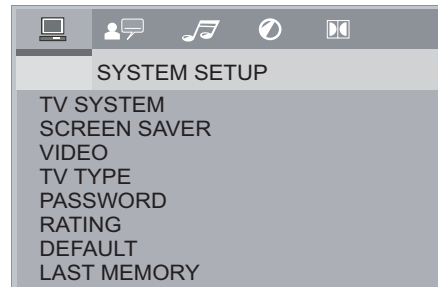 SYSTEM SETUP
TV SYSTEM
SCREEN SAVER
VIDEO
TV TYPE
PASSWORD
RATING
DEFAULT
LAST MEMORY